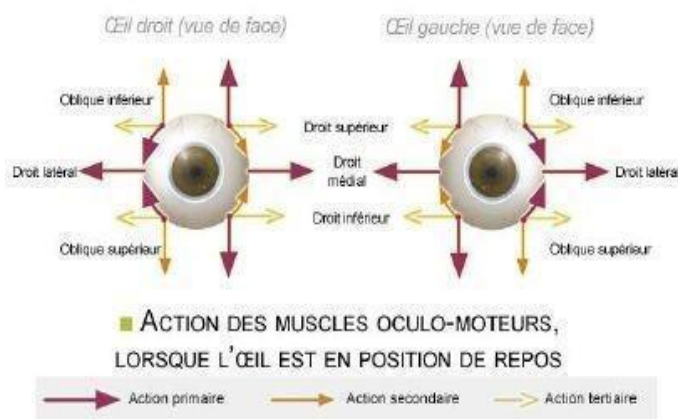 Œil droit (vue de face)
Œil gauche (vue de face)
Oblique inférieur
Oblique inférieur
Droit supérieur
Droit latéral
Droit
médial
Droit latéral
Droit inférieur
Oblique supérieur
Oblique supérieur
ACTION DES MUSCLES OCULO-MOTEURS,
LORSQUE L'ŒIL EST EN POSITION DE REPOS
Action primaire
Action secondaire
Action tertiaire